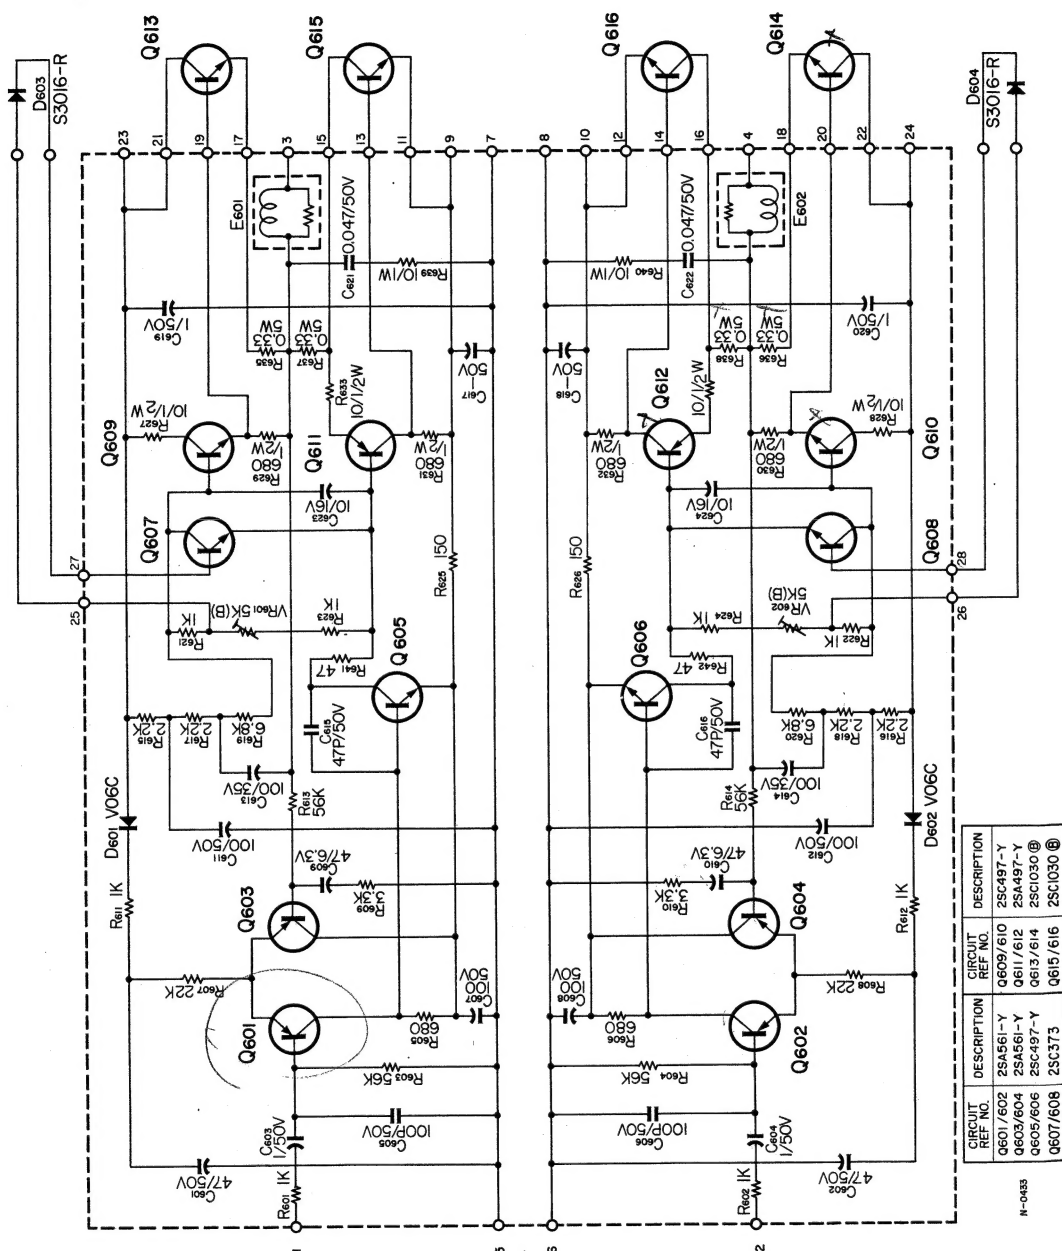 Q613
Q615
Q616
Q614
D603
S3016-R
D604
S3016-R
23
21
19
17
3
15
13
11
9
7
8
10
12
14
16
4
18
20
22
24
E601
C621
0.047/50V
R639
10/1W
R640
10/1W
C622
0.047/50V
E602
C619
1/50V
R635
0.33
5W
R637
0.33
5W
C617
1
50V
C618
1
50V
R638
0.33
5W
R636
0.33
5W
C620
1/50V
Q609
R627
10/1/2W
R629
680
1/2W
Q611
R633
10/1/2W
R631
680
1/2W
R632
680
1/2W
Q612
10/1/2W
R630
680
1/2W
R628
10/1/2W
Q610
Q607
C623
10/16V
C624
10/16V
Q608
27
25
R625 150
R626 150
28
26
R621
1K
VR601 5K(B)
R623
1K
R624 1K
VR602
5K(B)
R622
1K
R641
47
Q605
Q606
R642
47
R615
2.2K
R617
2.2K
R619
6.8K
C615
47P/50V
C616
47P/50V
R620
6.8K
R618
2.2K
R616
2.2K
D601 V06C
C613
100/35V
R613
56K
R614
56K
C614
100/35V
D602 V06C
C611
100/50V
C609
47/6.3V
C610
47/6.3V
C612
100/50V
R611 1K
Q603
R609
3.3K
R610
3.3K
Q604
R612 1K
R607
22K
C607
100
50V
C608
100
50V
R608
22K
Q601
R605
680
R606
680
Q602
R603
56K
R604
56K
C603
1/50V
C605
100P/50V
C606
100P/50V
C604
1/50V
C601
47/50V
R601 1K
R602 1K
C602
47/50V
1
5
6
2
CIRCUIT REF NO. DESCRIPTION CIRCUIT REF NO. DESCRIPTION
Q601/602 2SA561-Y Q609/610 2SC497-Y
Q603/604 2SA561-Y Q611/612 2SA497-Y
Q605/606 2SC497-Y Q613/614 2SC1030 Ⓑ
Q607/608 2SC373 Q615/616 2SC1030 Ⓑ
N-0433